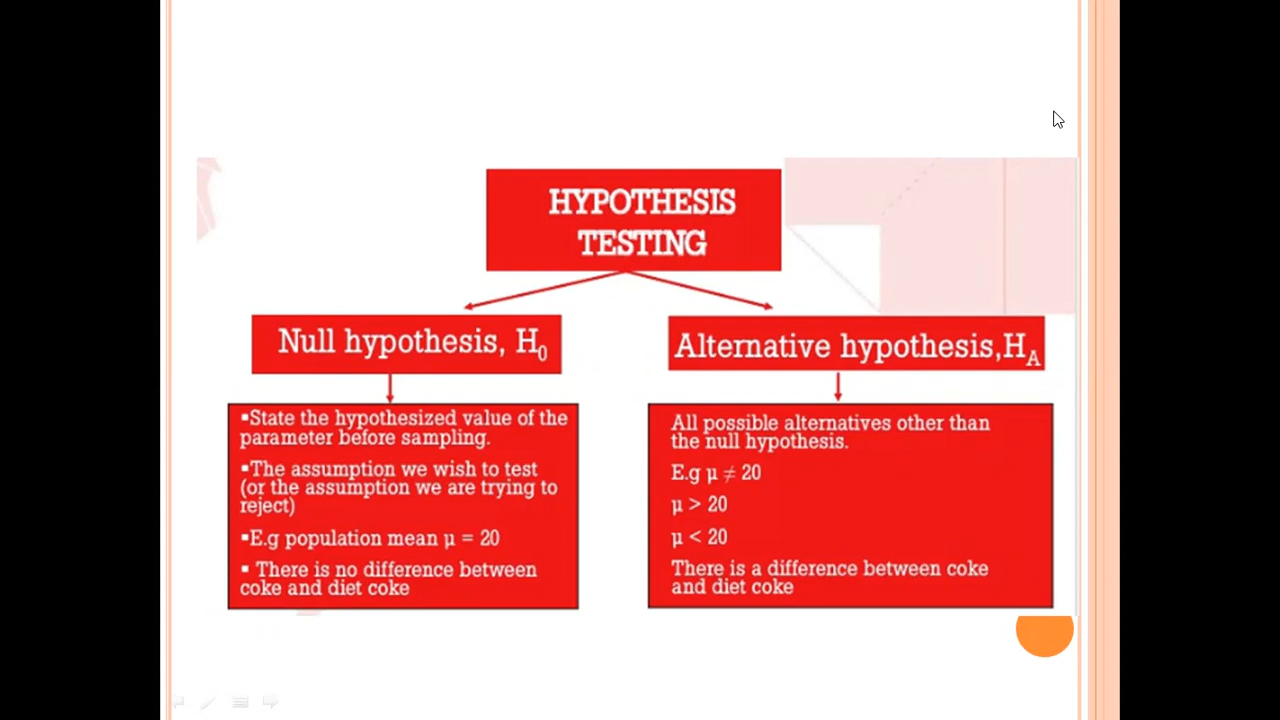 HYPOTHESIS
TESTING
Null hypothesis, H₀
Alternative hypothesis,H_A
▪State the hypothesized value of the
parameter before sampling.
▪The assumption we wish to test
(or the assumption we are trying to
reject)
▪E.g population mean µ = 20
▪ There is no difference between
coke and diet coke
All possible alternatives other than
the null hypothesis.
E.g µ ≠ 20
µ > 20
µ < 20
There is a difference between coke
and diet coke